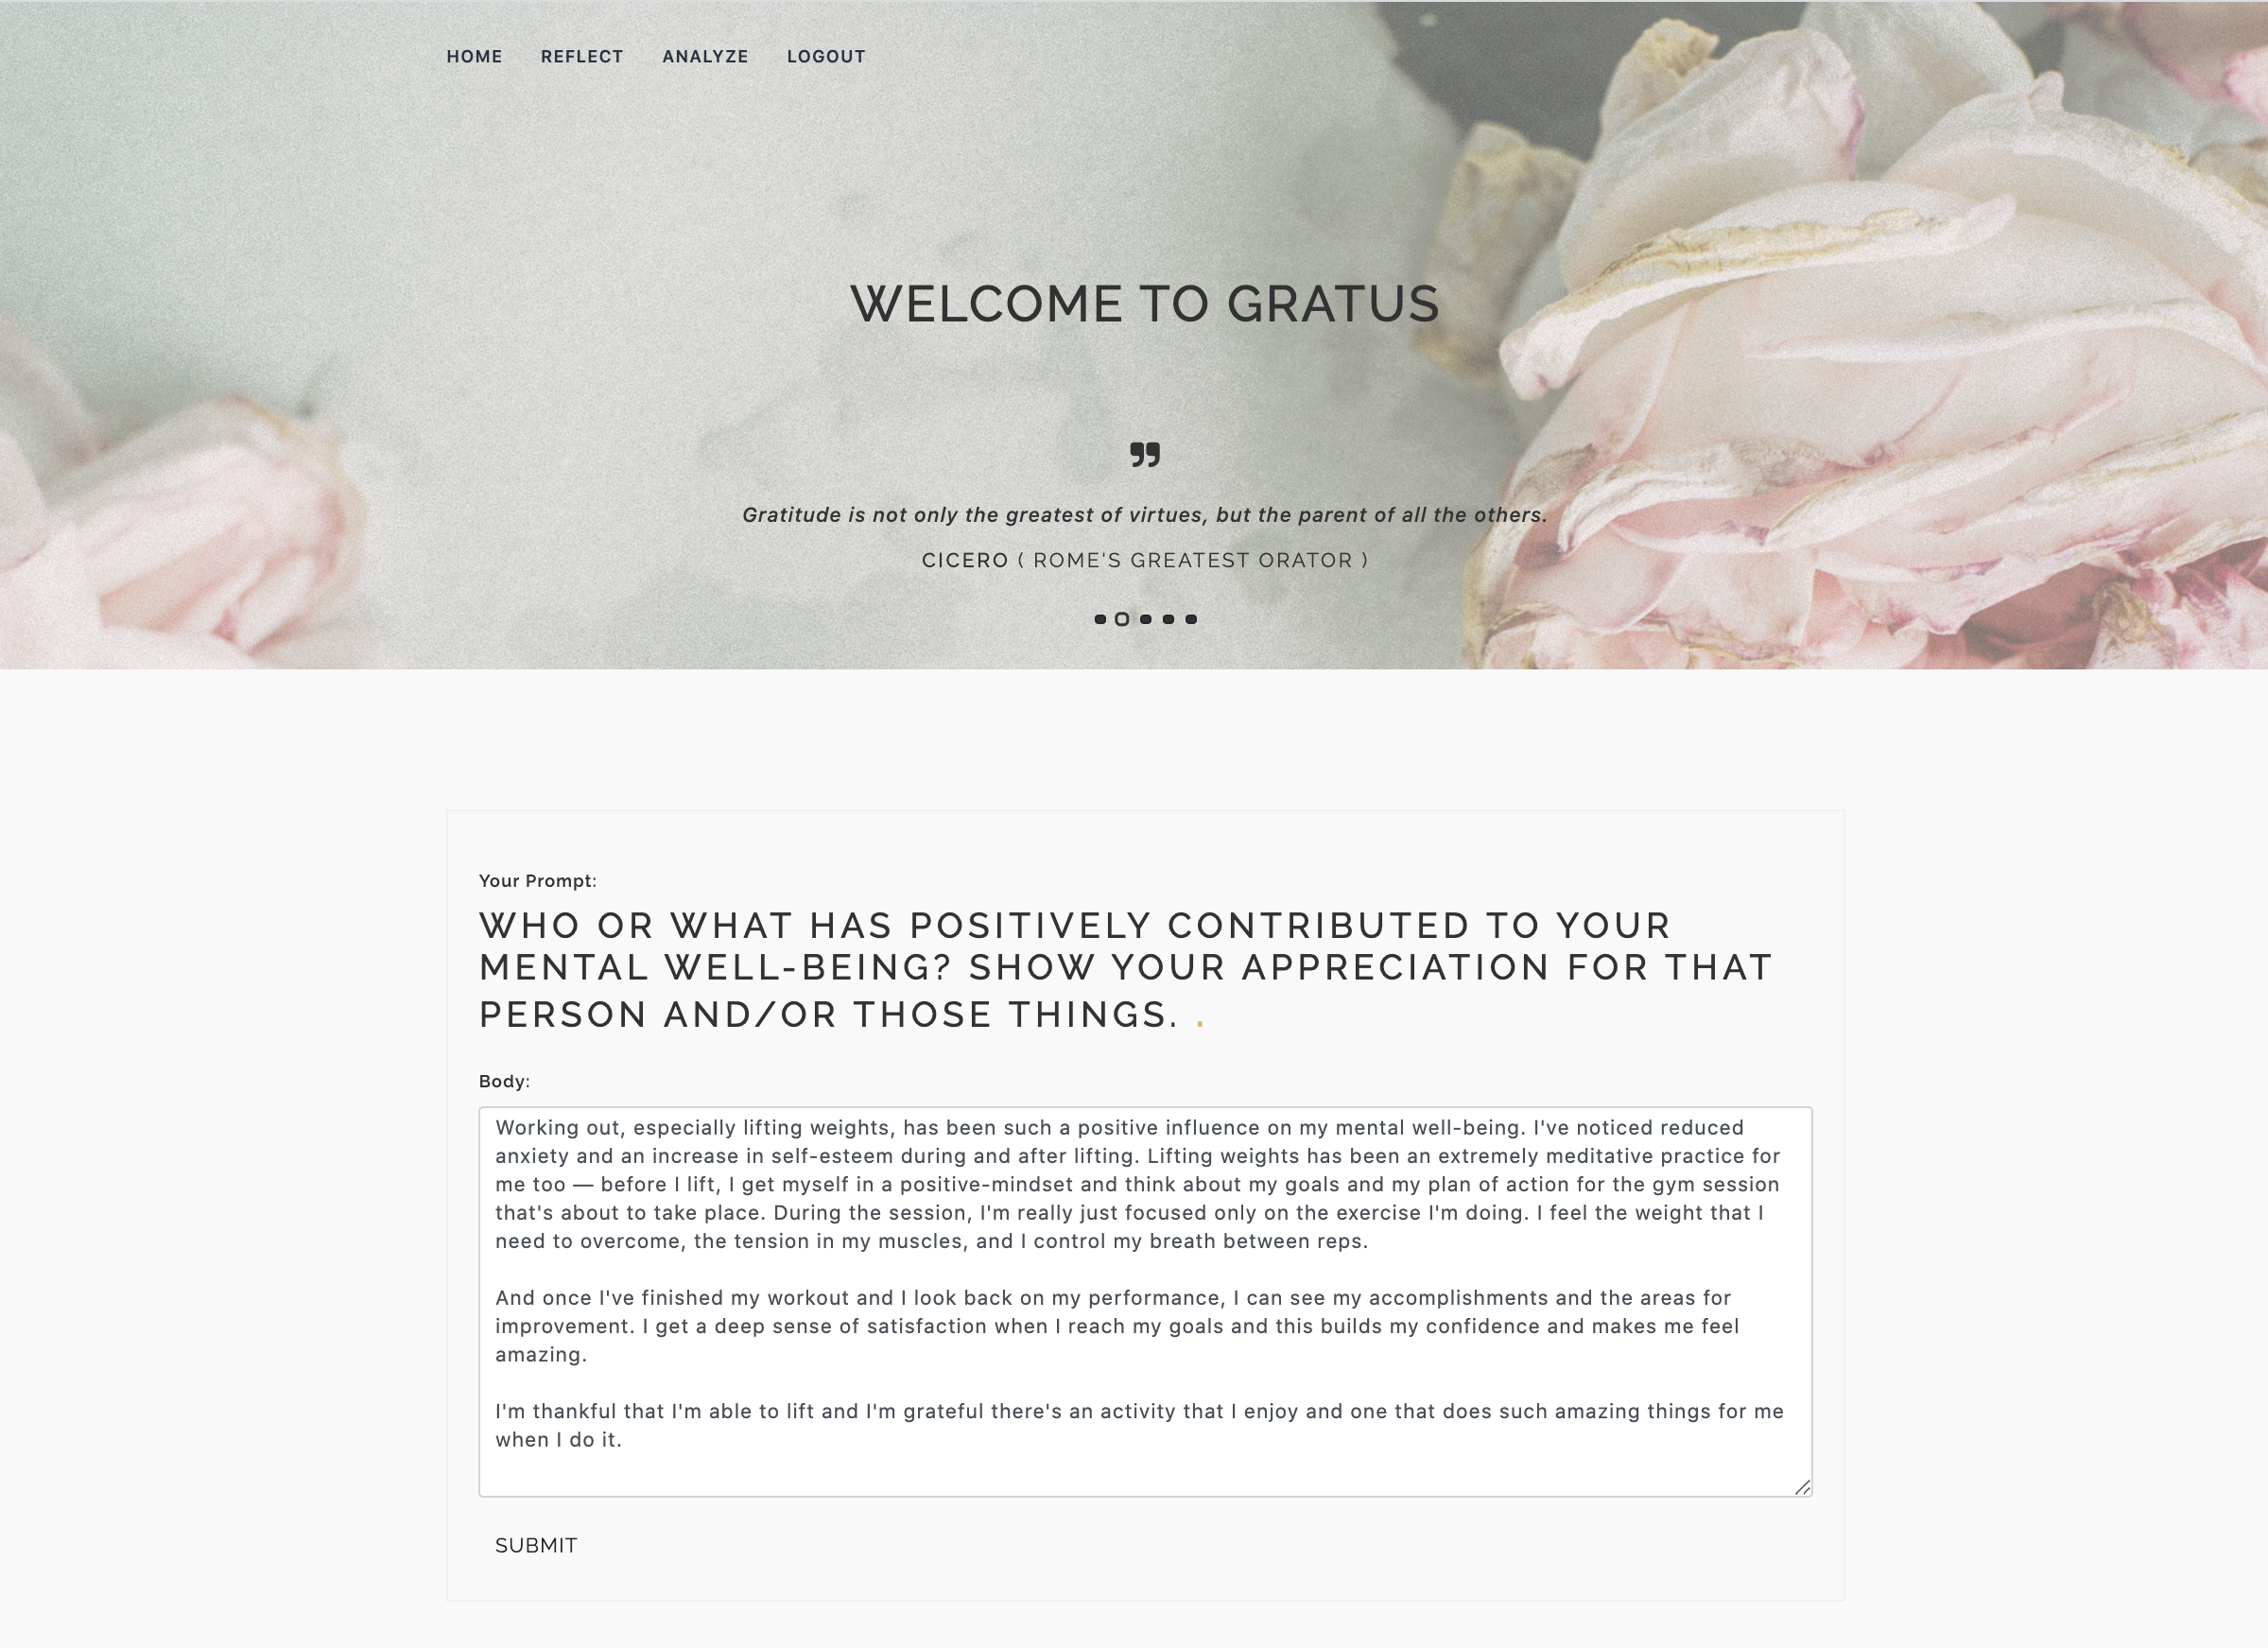 HOME REFLECT ANALYZE LOGOUT
WELCOME TO GRATUS
”
Gratitude is not only the greatest of virtues, but the parent of all the others.
CICERO ( ROME'S GREATEST ORATOR )
Your Prompt:
WHO OR WHAT HAS POSITIVELY CONTRIBUTED TO YOUR
MENTAL WELL-BEING? SHOW YOUR APPRECIATION FOR THAT
PERSON AND/OR THOSE THINGS. .
Body:
Working out, especially lifting weights, has been such a positive influence on my mental well-being. I've noticed reduced
anxiety and an increase in self-esteem during and after lifting. Lifting weights has been an extremely meditative practice for
me too — before I lift, I get myself in a positive-mindset and think about my goals and my plan of action for the gym session
that's about to take place. During the session, I'm really just focused only on the exercise I'm doing. I feel the weight that I
need to overcome, the tension in my muscles, and I control my breath between reps.
And once I've finished my workout and I look back on my performance, I can see my accomplishments and the areas for
improvement. I get a deep sense of satisfaction when I reach my goals and this builds my confidence and makes me feel
amazing.
I'm thankful that I'm able to lift and I'm grateful there's an activity that I enjoy and one that does such amazing things for me
when I do it.
SUBMIT